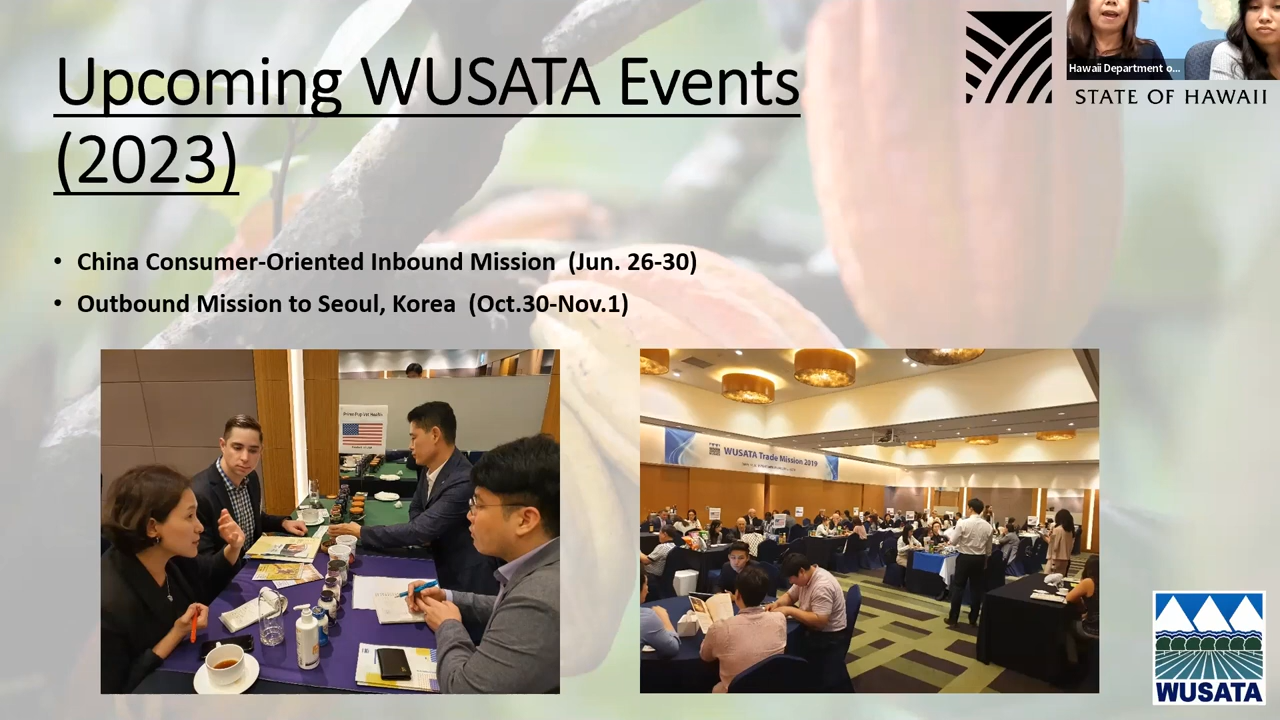 Upcoming WUSATA Events
(2023)
Hawaii Department o...
STATE OF HAWAII
• China Consumer-Oriented Inbound Mission (Jun. 26-30)
• Outbound Mission to Seoul, Korea (Oct.30-Nov.1)
WUSATA Trade Mission 2019
WUSATA